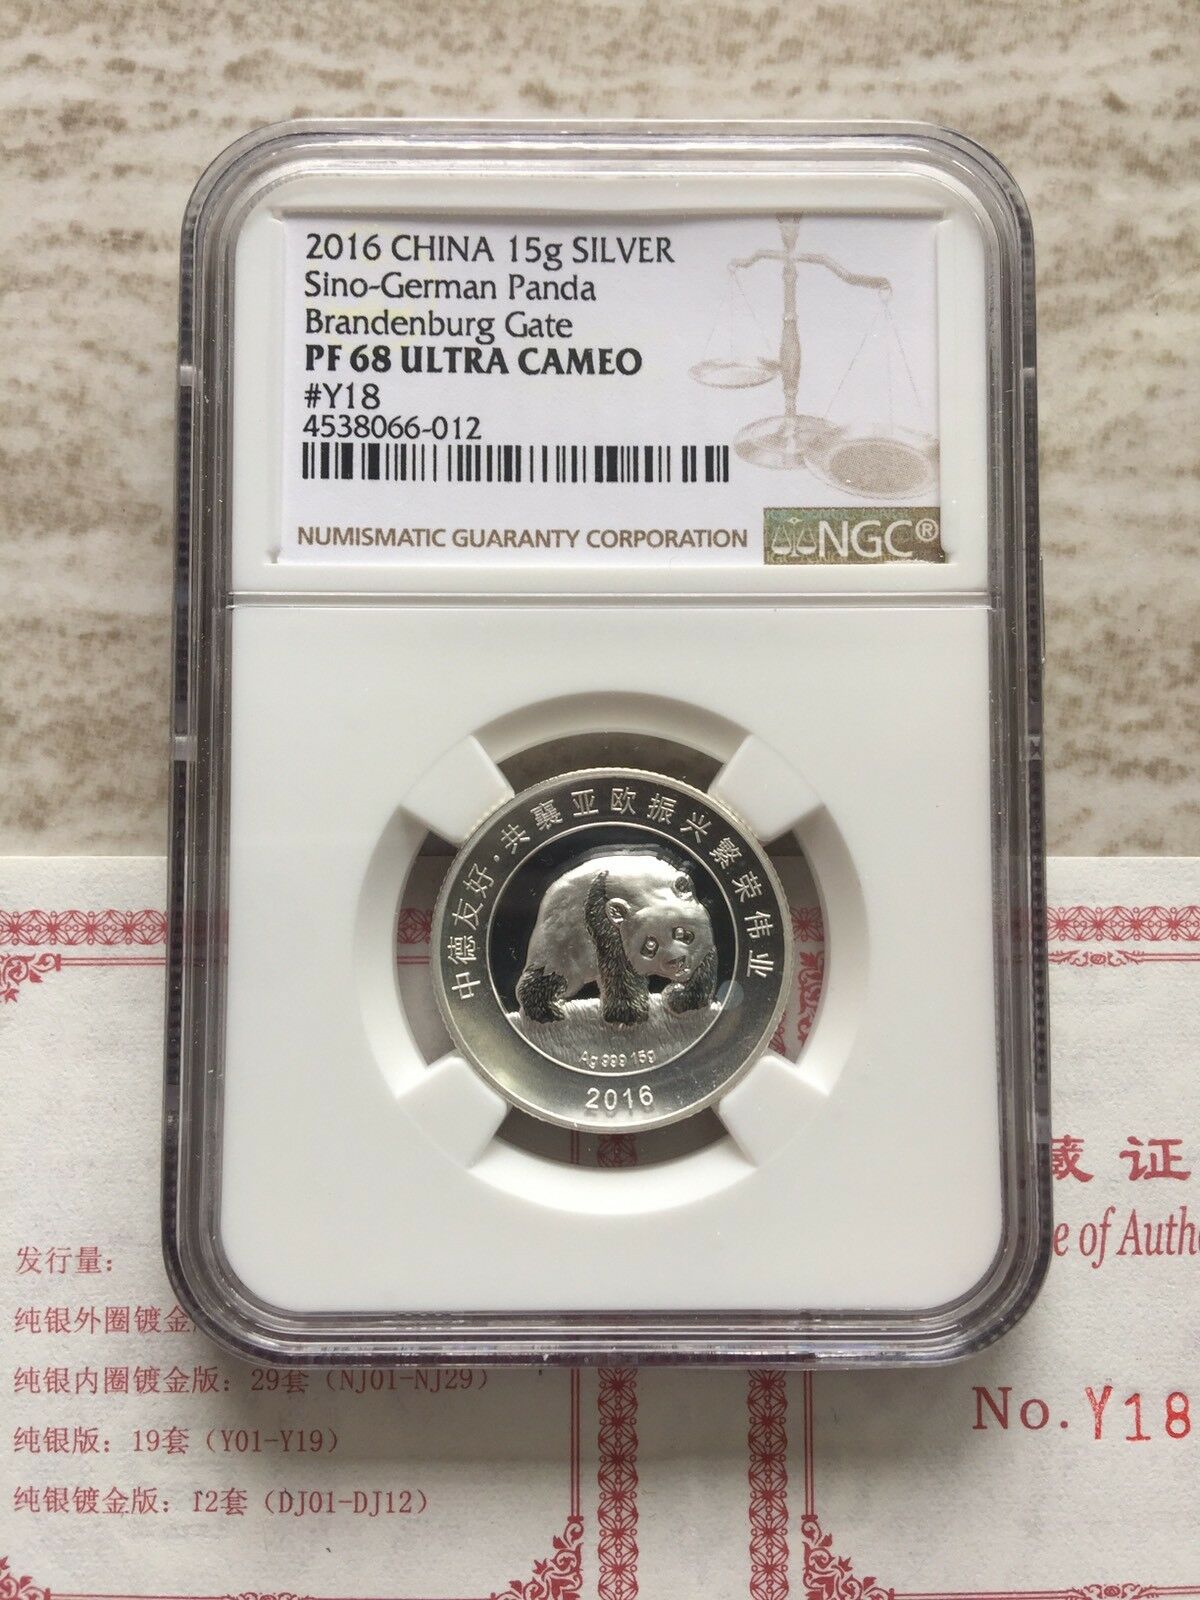 2016 CHINA 15g SILVER
Sino-German Panda
Brandenburg Gate
PF 68 ULTRA CAMEO
#Y18
4538066-012
NUMISMATIC GUARANTY CORPORATION
NGC®
中德友好·共襄亚欧振兴繁荣伟业
Ag 999 15g
2016
发行量:
纯银外圈镀金
纯银内圈镀金版: 29套 (NJ01-NJ29)
纯银版: 19套 (Y01-Y19)
纯银镀金版: 12套 (DJ01-DJ12)
藏证
e of Authe
No. Y18